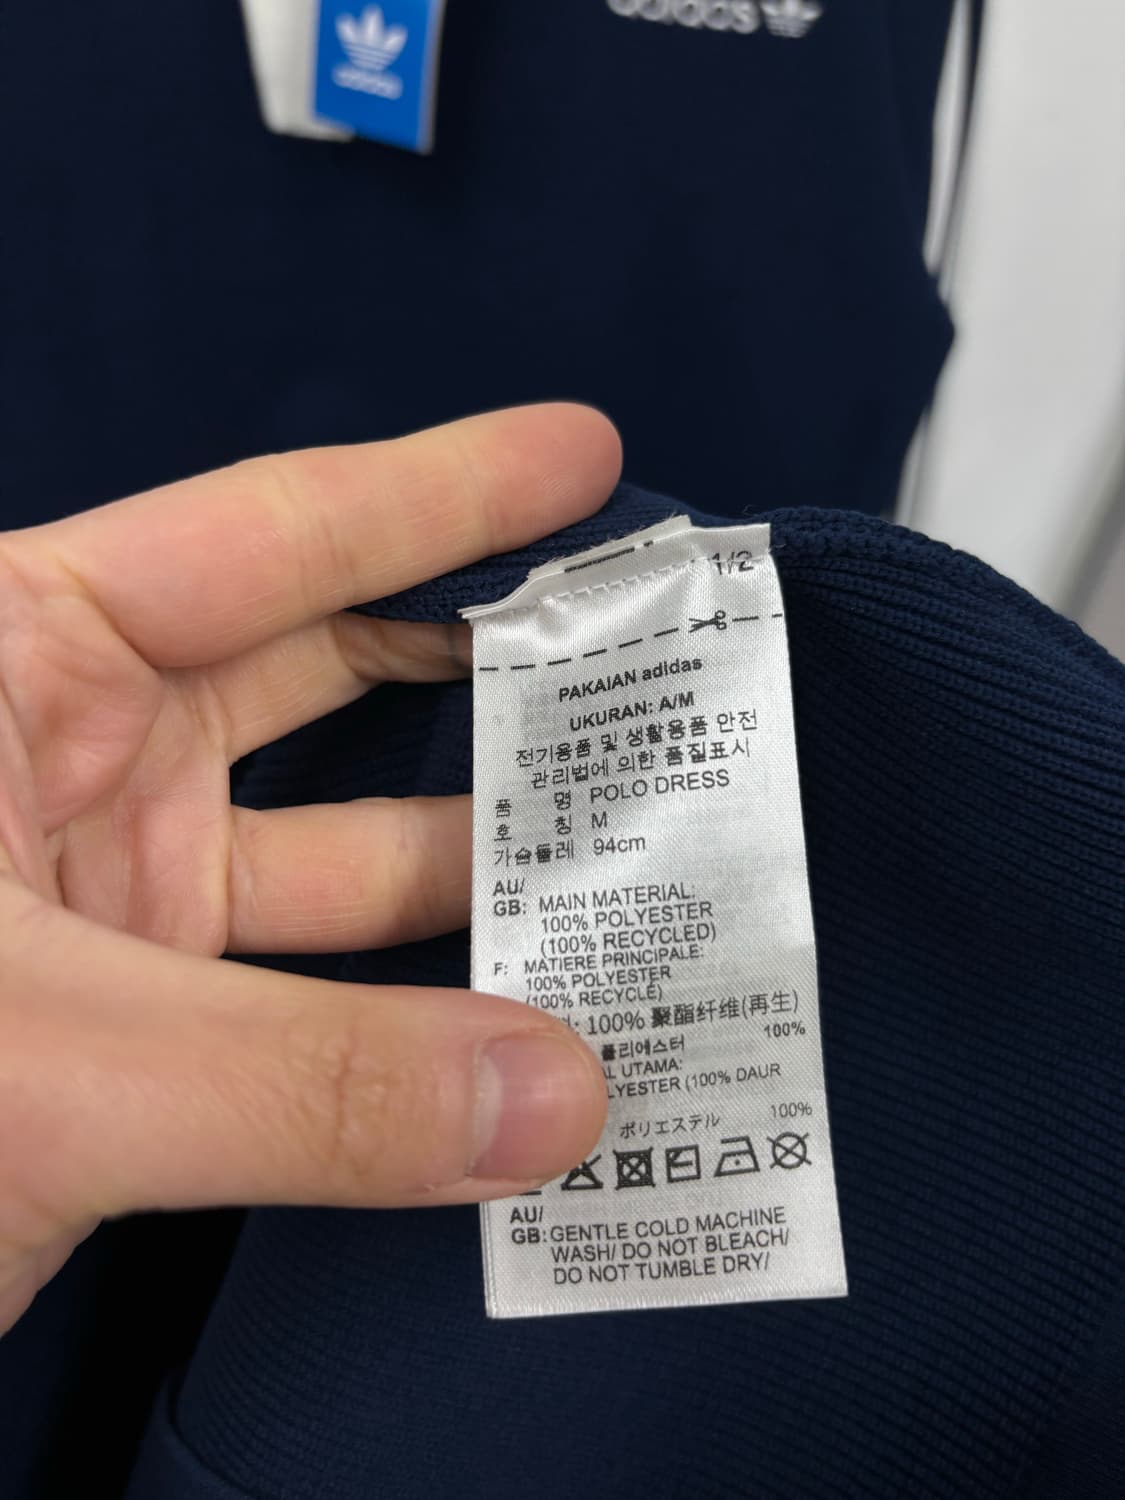 adidas
adidas
1/2
PAKAIAN adidas
UKURAN: A/M
전기용품 및 생활용품 안전
관리법에 의한 품질표시
품 명 POLO DRESS
호 칭 M
가슴둘레 94cm
AU/
GB: MAIN MATERIAL:
100% POLYESTER
(100% RECYCLED)
F: MATIERE PRINCIPALE:
100% POLYESTER
(100% RECYCLÉ)
100% 聚酯纤维(再生)
100%
폴리에스터
UTAMA:
(100% DAUR
100%
ポリエステル
AU/
GB: GENTLE COLD MACHINE
WASH/ DO NOT BLEACH/
DO NOT TUMBLE DRY/